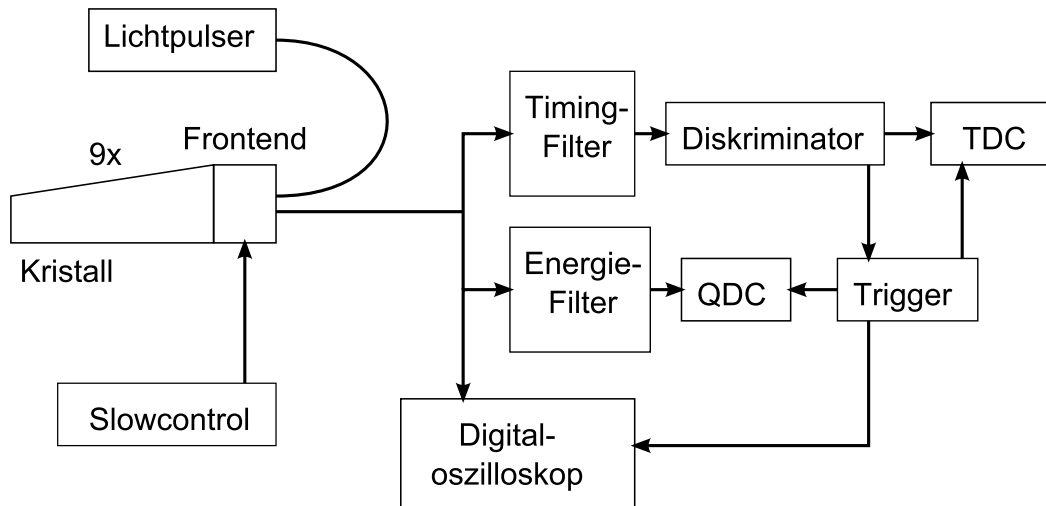 Lichtpulser
Frontend
9x
Kristall
Slowcontrol
Timing-
Filter
Diskriminator
TDC
Energie-
Filter
QDC
Trigger
Digital-
oszilloskop